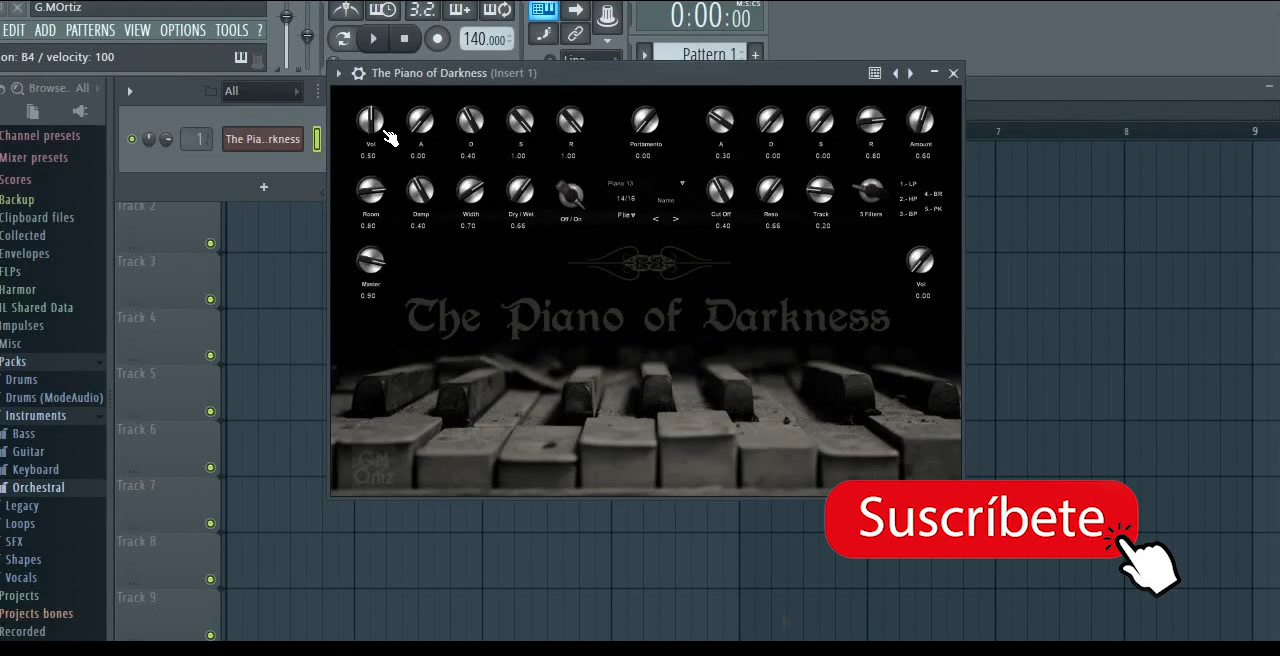 G.MOrtiz
EDIT ADD PATTERNS VIEW OPTIONS TOOLS ?
on: B4 / velocity: 100
3.2
140.000
0:00:00
M:S:CS
Line
Pattern 1
Browse.. All
All
The Piano of Darkness (Insert 1)
1
The Pia..rkness
7
8
9
Channel presets
Mixer presets
Scores
Backup
Clipboard files
Collected
Envelopes
FLPs
Harmor
IL Shared Data
Impulses
Misc
Packs
Drums
Drums (ModeAudio)
Instruments
Bass
Guitar
Keyboard
Orchestral
Legacy
Loops
SFX
Shapes
Vocals
Projects
Projects bones
Recorded
Track 2
Track 3
Track 4
Track 5
Track 6
Track 7
Track 8
Track 9
Vol A D S R Portamento A D S R Amount
0.50 0.00 0.40 1.00 1.00 0.00 0.30 0.00 0.00 0.80 0.60
Piano 13
14/16 Name
File < >
Room Damp Width Dry / Wet Off / On Cut Off Reso Track 5 Filters
0.80 0.40 0.70 0.66 0.40 0.66 0.20
1.- LP
2.- HP
3.- BP
4.- BR
5.- PK
Master Vol
0.90 0.00
The Piano of Darkness
G.M
Ortiz
Suscríbete